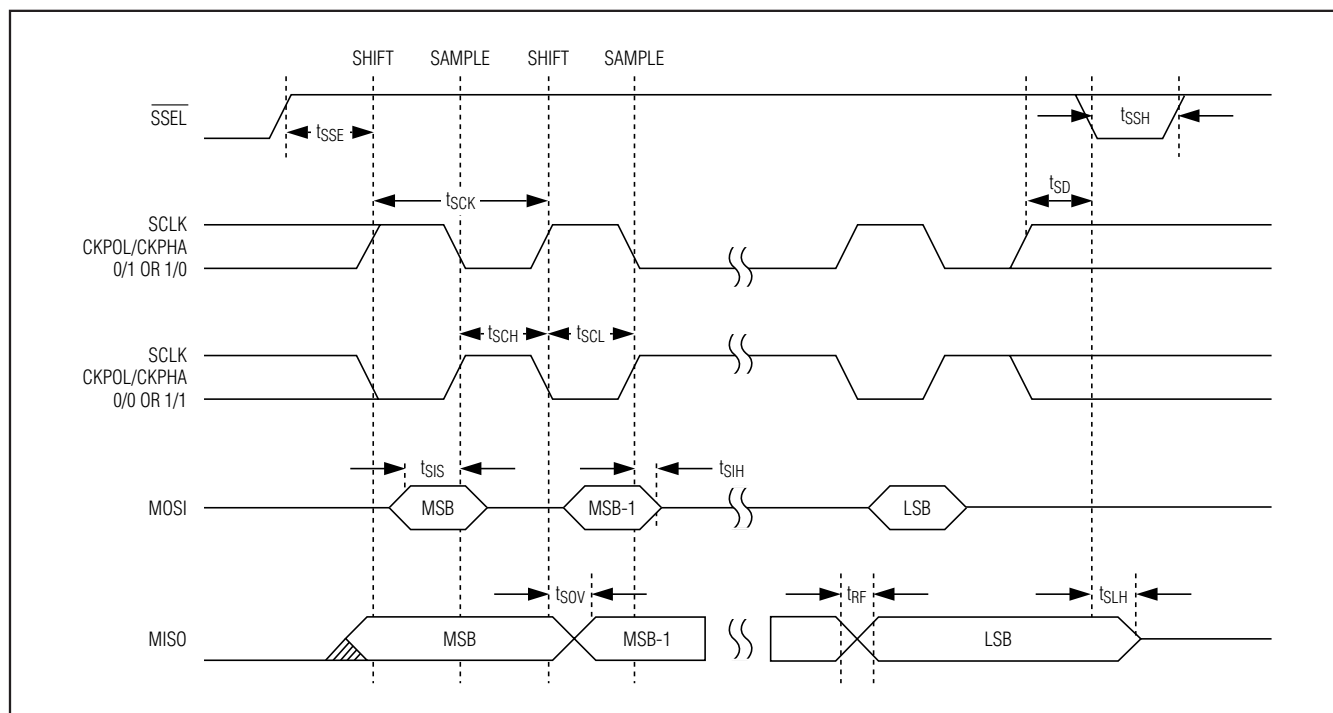 SHIFT SAMPLE SHIFT SAMPLE
SSEL
tSSE
tSSH
tSD
tSCK
SCLK
CKPOL/CKPHA
0/1 OR 1/0
tSCH tSCL
SCLK
CKPOL/CKPHA
0/0 OR 1/1
tSIS tSIH
MOSI MSB MSB-1 LSB
tSOV tRF tSLH
MISO MSB MSB-1 LSB